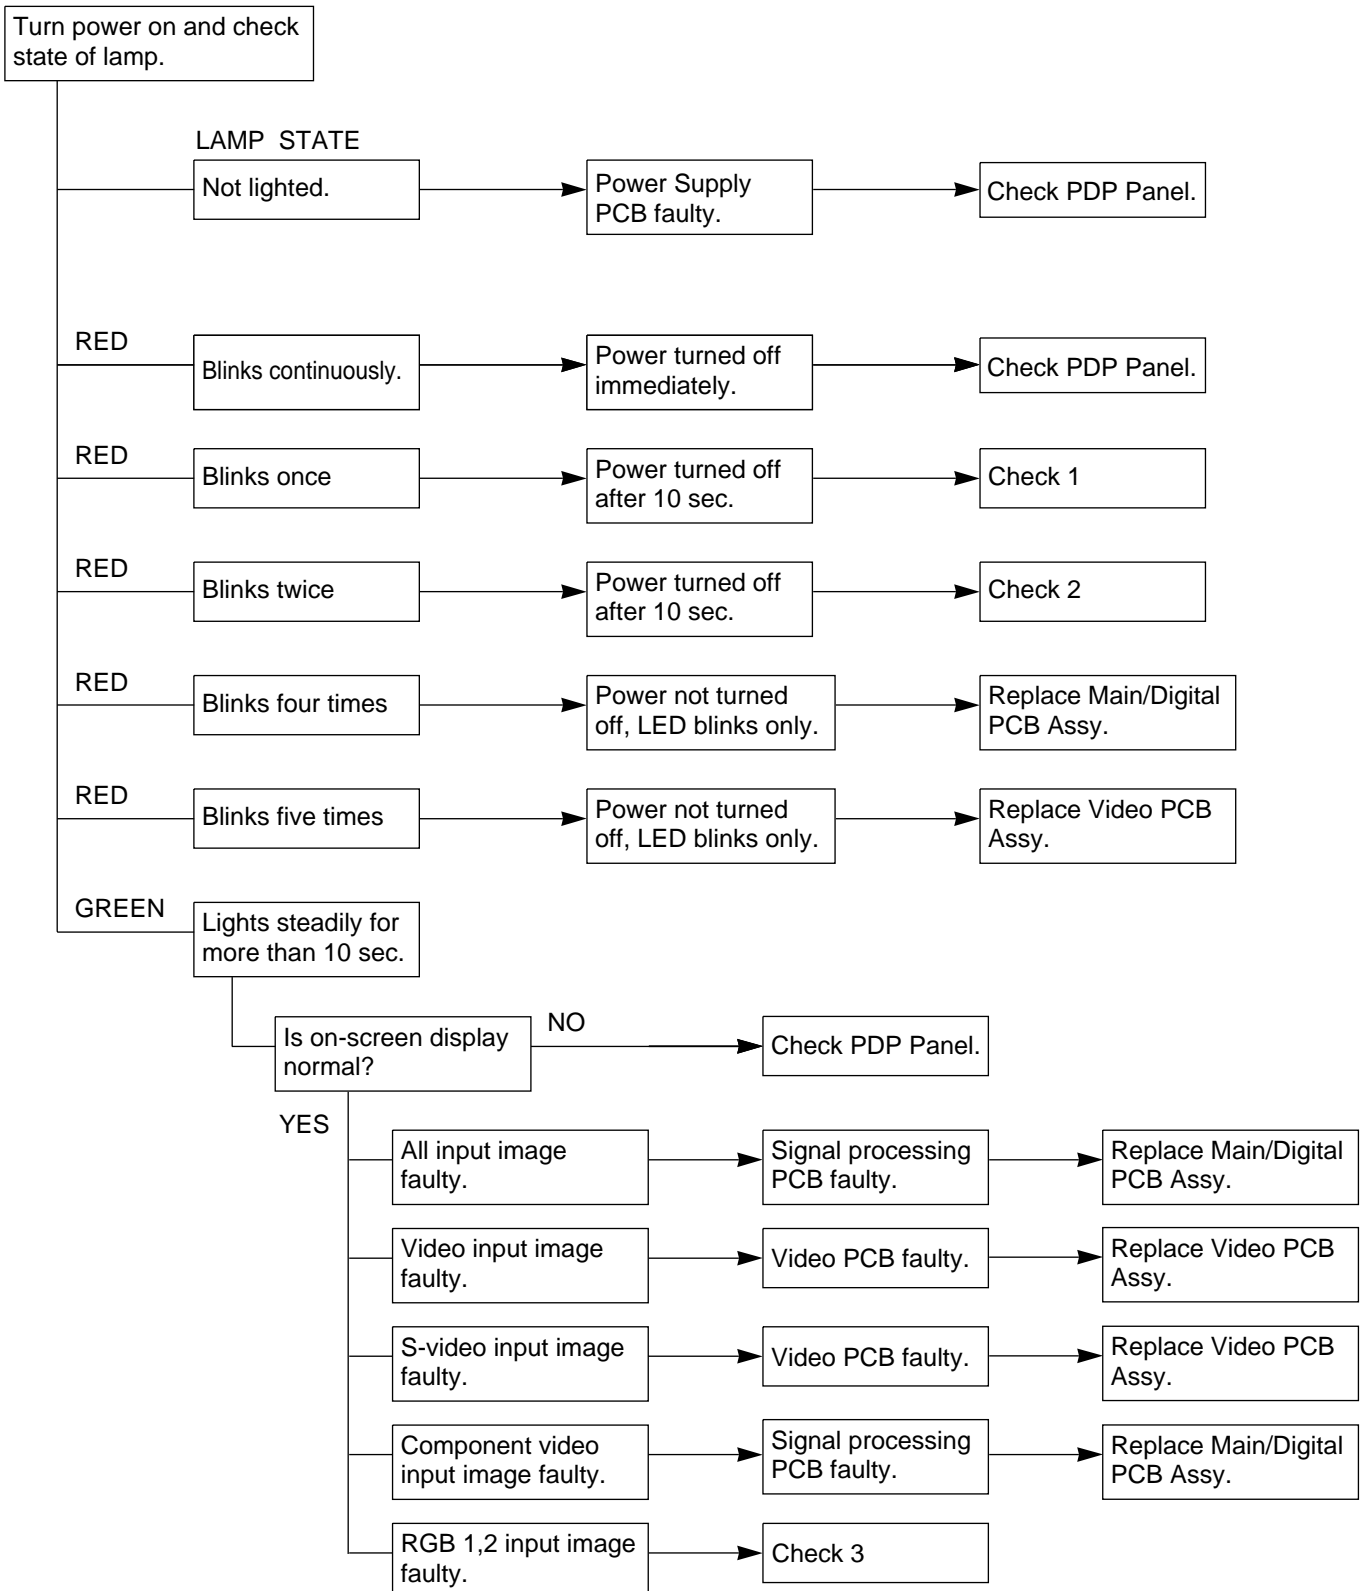 Turn power on and check
state of lamp.
LAMP STATE
Not lighted.
Power Supply
PCB faulty.
Check PDP Panel.
RED
Blinks continuously.
Power turned off
immediately.
Check PDP Panel.
RED
Blinks once
Power turned off
after 10 sec.
Check 1
RED
Blinks twice
Power turned off
after 10 sec.
Check 2
RED
Blinks four times
Power not turned
off, LED blinks only.
Replace Main/Digital
PCB Assy.
RED
Blinks five times
Power not turned
off, LED blinks only.
Replace Video PCB
Assy.
GREEN
Lights steadily for
more than 10 sec.
Is on-screen display
normal?
NO
Check PDP Panel.
YES
All input image
faulty.
Signal processing
PCB faulty.
Replace Main/Digital
PCB Assy.
Video input image
faulty.
Video PCB faulty.
Replace Video PCB
Assy.
S-video input image
faulty.
Video PCB faulty.
Replace Video PCB
Assy.
Component video
input image faulty.
Signal processing
PCB faulty.
Replace Main/Digital
PCB Assy.
RGB 1,2 input image
faulty.
Check 3